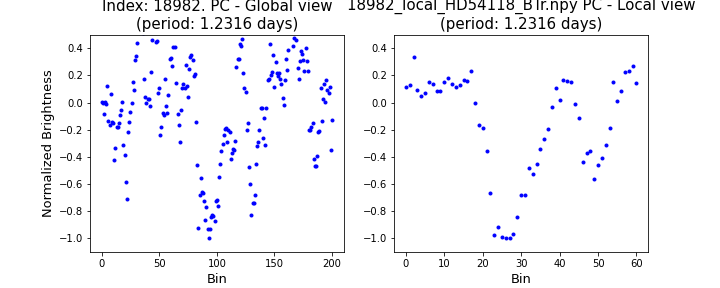 Index: 18982. PC - Global view
(period: 1.2316 days)
18982_local_HD54118_BTr.npy PC - Local view
(period: 1.2316 days)
Normalized Brightness
0.4
0.2
0.0
−0.2
−0.4
−0.6
−0.8
−1.0
0 50 100 150 200
Bin
0.4
0.2
0.0
−0.2
−0.4
−0.6
−0.8
−1.0
0 10 20 30 40 50 60
Bin